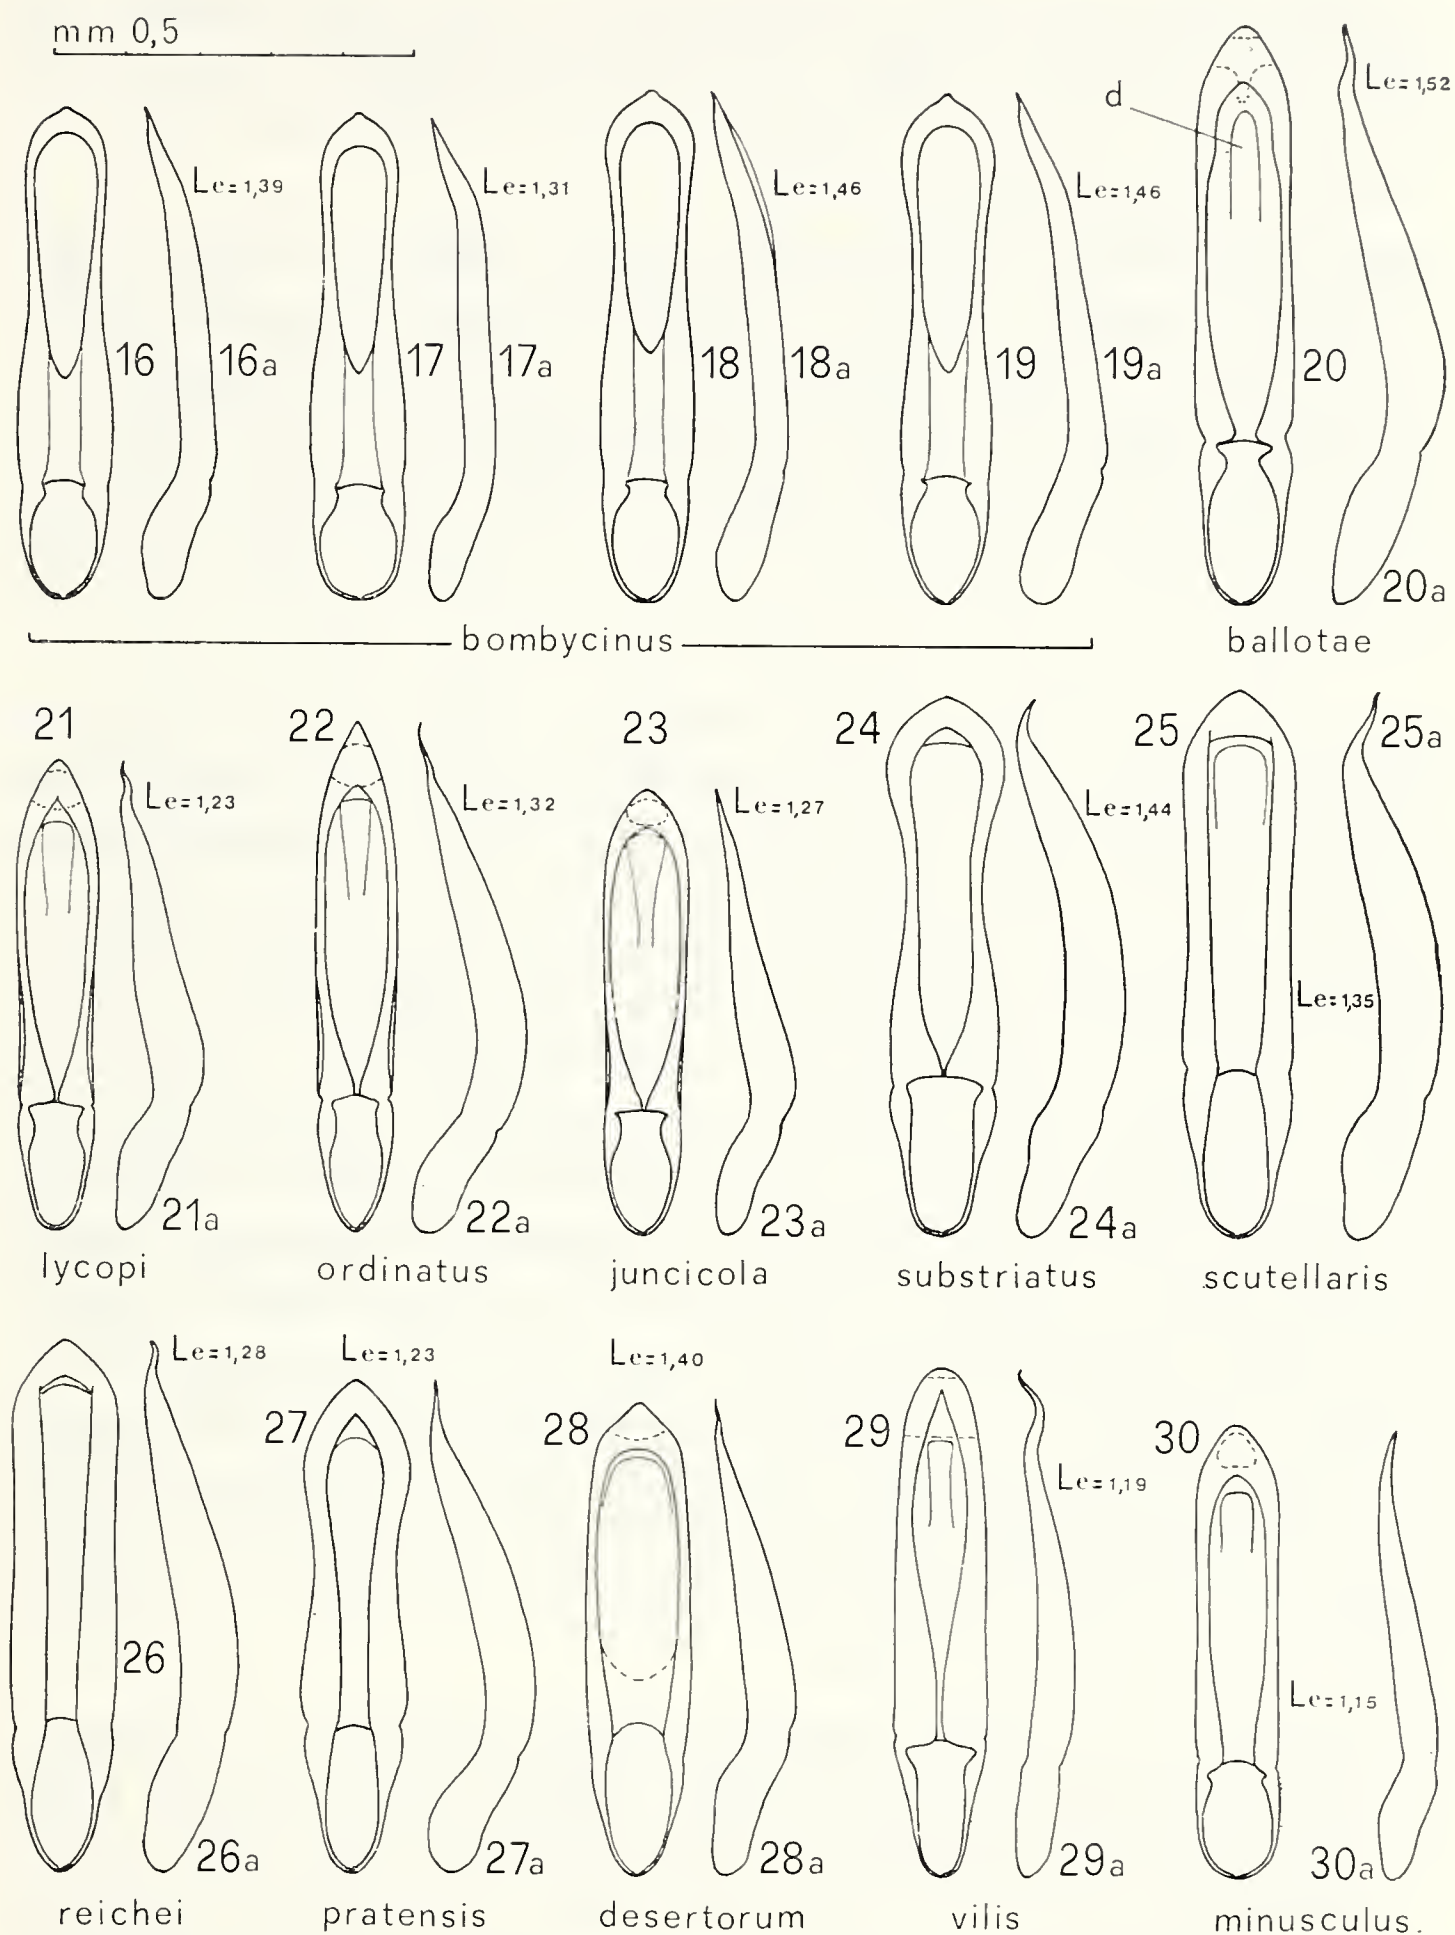 mm 0,5
d
Le=1,39
Le=1,31
Le=1,46
Le=1,46
Le=1,52
16 16a 17 17a 18 18a 19 19a 20 20a
bombycinus ballotae
21 22 23 24 25 25a
Le=1,23 Le=1,32 Le=1,27 Le=1,44 Le=1,35
21a 22a 23a 24a
lycopi ordinatus juncicola substriatus scutellaris
Le=1,28 Le=1,23 Le=1,40
27 28 29 30
Le=1,19
26 Le=1,15
26a 27a 28a 29a 30a
reichei pratensis desertorum vilis minusculus.